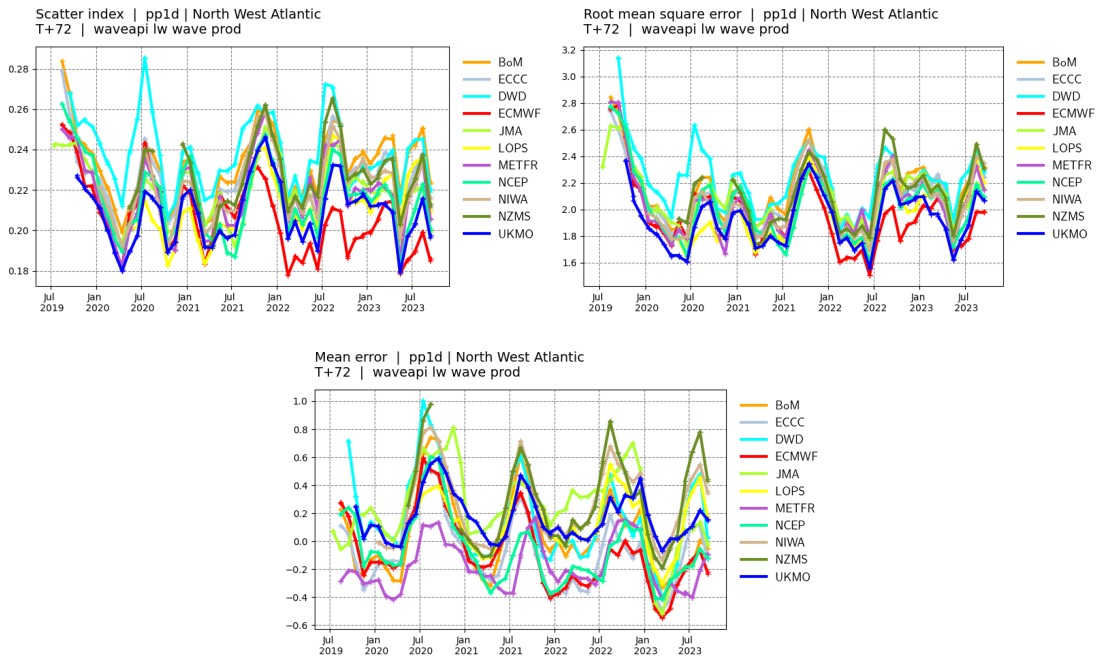 Scatter index | pp1d | North West Atlantic
T+72 | waveapi lw wave prod
0.28
0.26
0.24
0.22
0.20
0.18
Jul 2019
Jan 2020
Jul 2020
Jan 2021
Jul 2021
Jan 2022
Jul 2022
Jan 2023
Jul 2023
BoM
ECCC
DWD
ECMWF
JMA
LOPS
METFR
NCEP
NIWA
NZMS
UKMO
Root mean square error | pp1d | North West Atlantic
T+72 | waveapi lw wave prod
3.2
3.0
2.8
2.6
2.4
2.2
2.0
1.8
1.6
Jul 2019
Jan 2020
Jul 2020
Jan 2021
Jul 2021
Jan 2022
Jul 2022
Jan 2023
Jul 2023
BoM
ECCC
DWD
ECMWF
JMA
LOPS
METFR
NCEP
NIWA
NZMS
UKMO
Mean error | pp1d | North West Atlantic
T+72 | waveapi lw wave prod
1.0
0.8
0.6
0.4
0.2
0.0
−0.2
−0.4
−0.6
Jul 2019
Jan 2020
Jul 2020
Jan 2021
Jul 2021
Jan 2022
Jul 2022
Jan 2023
Jul 2023
BoM
ECCC
DWD
ECMWF
JMA
LOPS
METFR
NCEP
NIWA
NZMS
UKMO